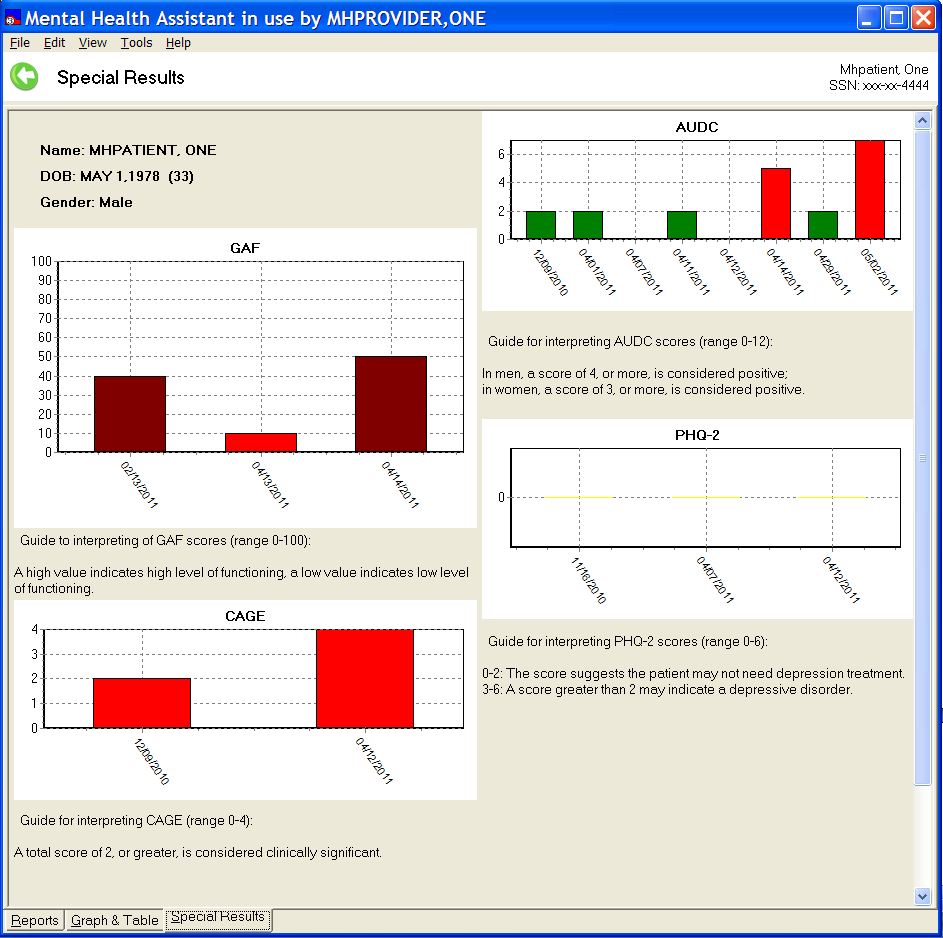 Mental Health Assistant in use by MHPROVIDER,ONE
File Edit View Tools Help
Special Results
Mhpatient, One
SSN: xxx-xx-4444
Name: MHPATIENT, ONE
DOB: MAY 1,1978 (33)
Gender: Male
GAF
100
90
80
70
60
50
40
30
20
10
0
02/13/2011
04/13/2011
04/14/2011
Guide to interpreting of GAF scores (range 0-100):
A high value indicates high level of functioning, a low value indicates low level
of functioning.
CAGE
4
3
2
1
0
12/09/2010
04/12/2011
Guide for interpreting CAGE (range 0-4):
A total score of 2, or greater, is considered clinically significant.
AUDC
6
4
2
0
12/09/2010
04/01/2011
04/07/2011
04/11/2011
04/12/2011
04/14/2011
04/29/2011
05/02/2011
Guide for interpreting AUDC scores (range 0-12):
In men, a score of 4, or more, is considered positive;
in women, a score of 3, or more, is considered positive.
PHQ-2
0
11/16/2010
04/07/2011
04/12/2011
Guide for interpreting PHQ-2 scores (range 0-6):
0-2: The score suggests the patient may not need depression treatment.
3-6: A score greater than 2 may indicate a depressive disorder.
Reports Graph & Table Special Results